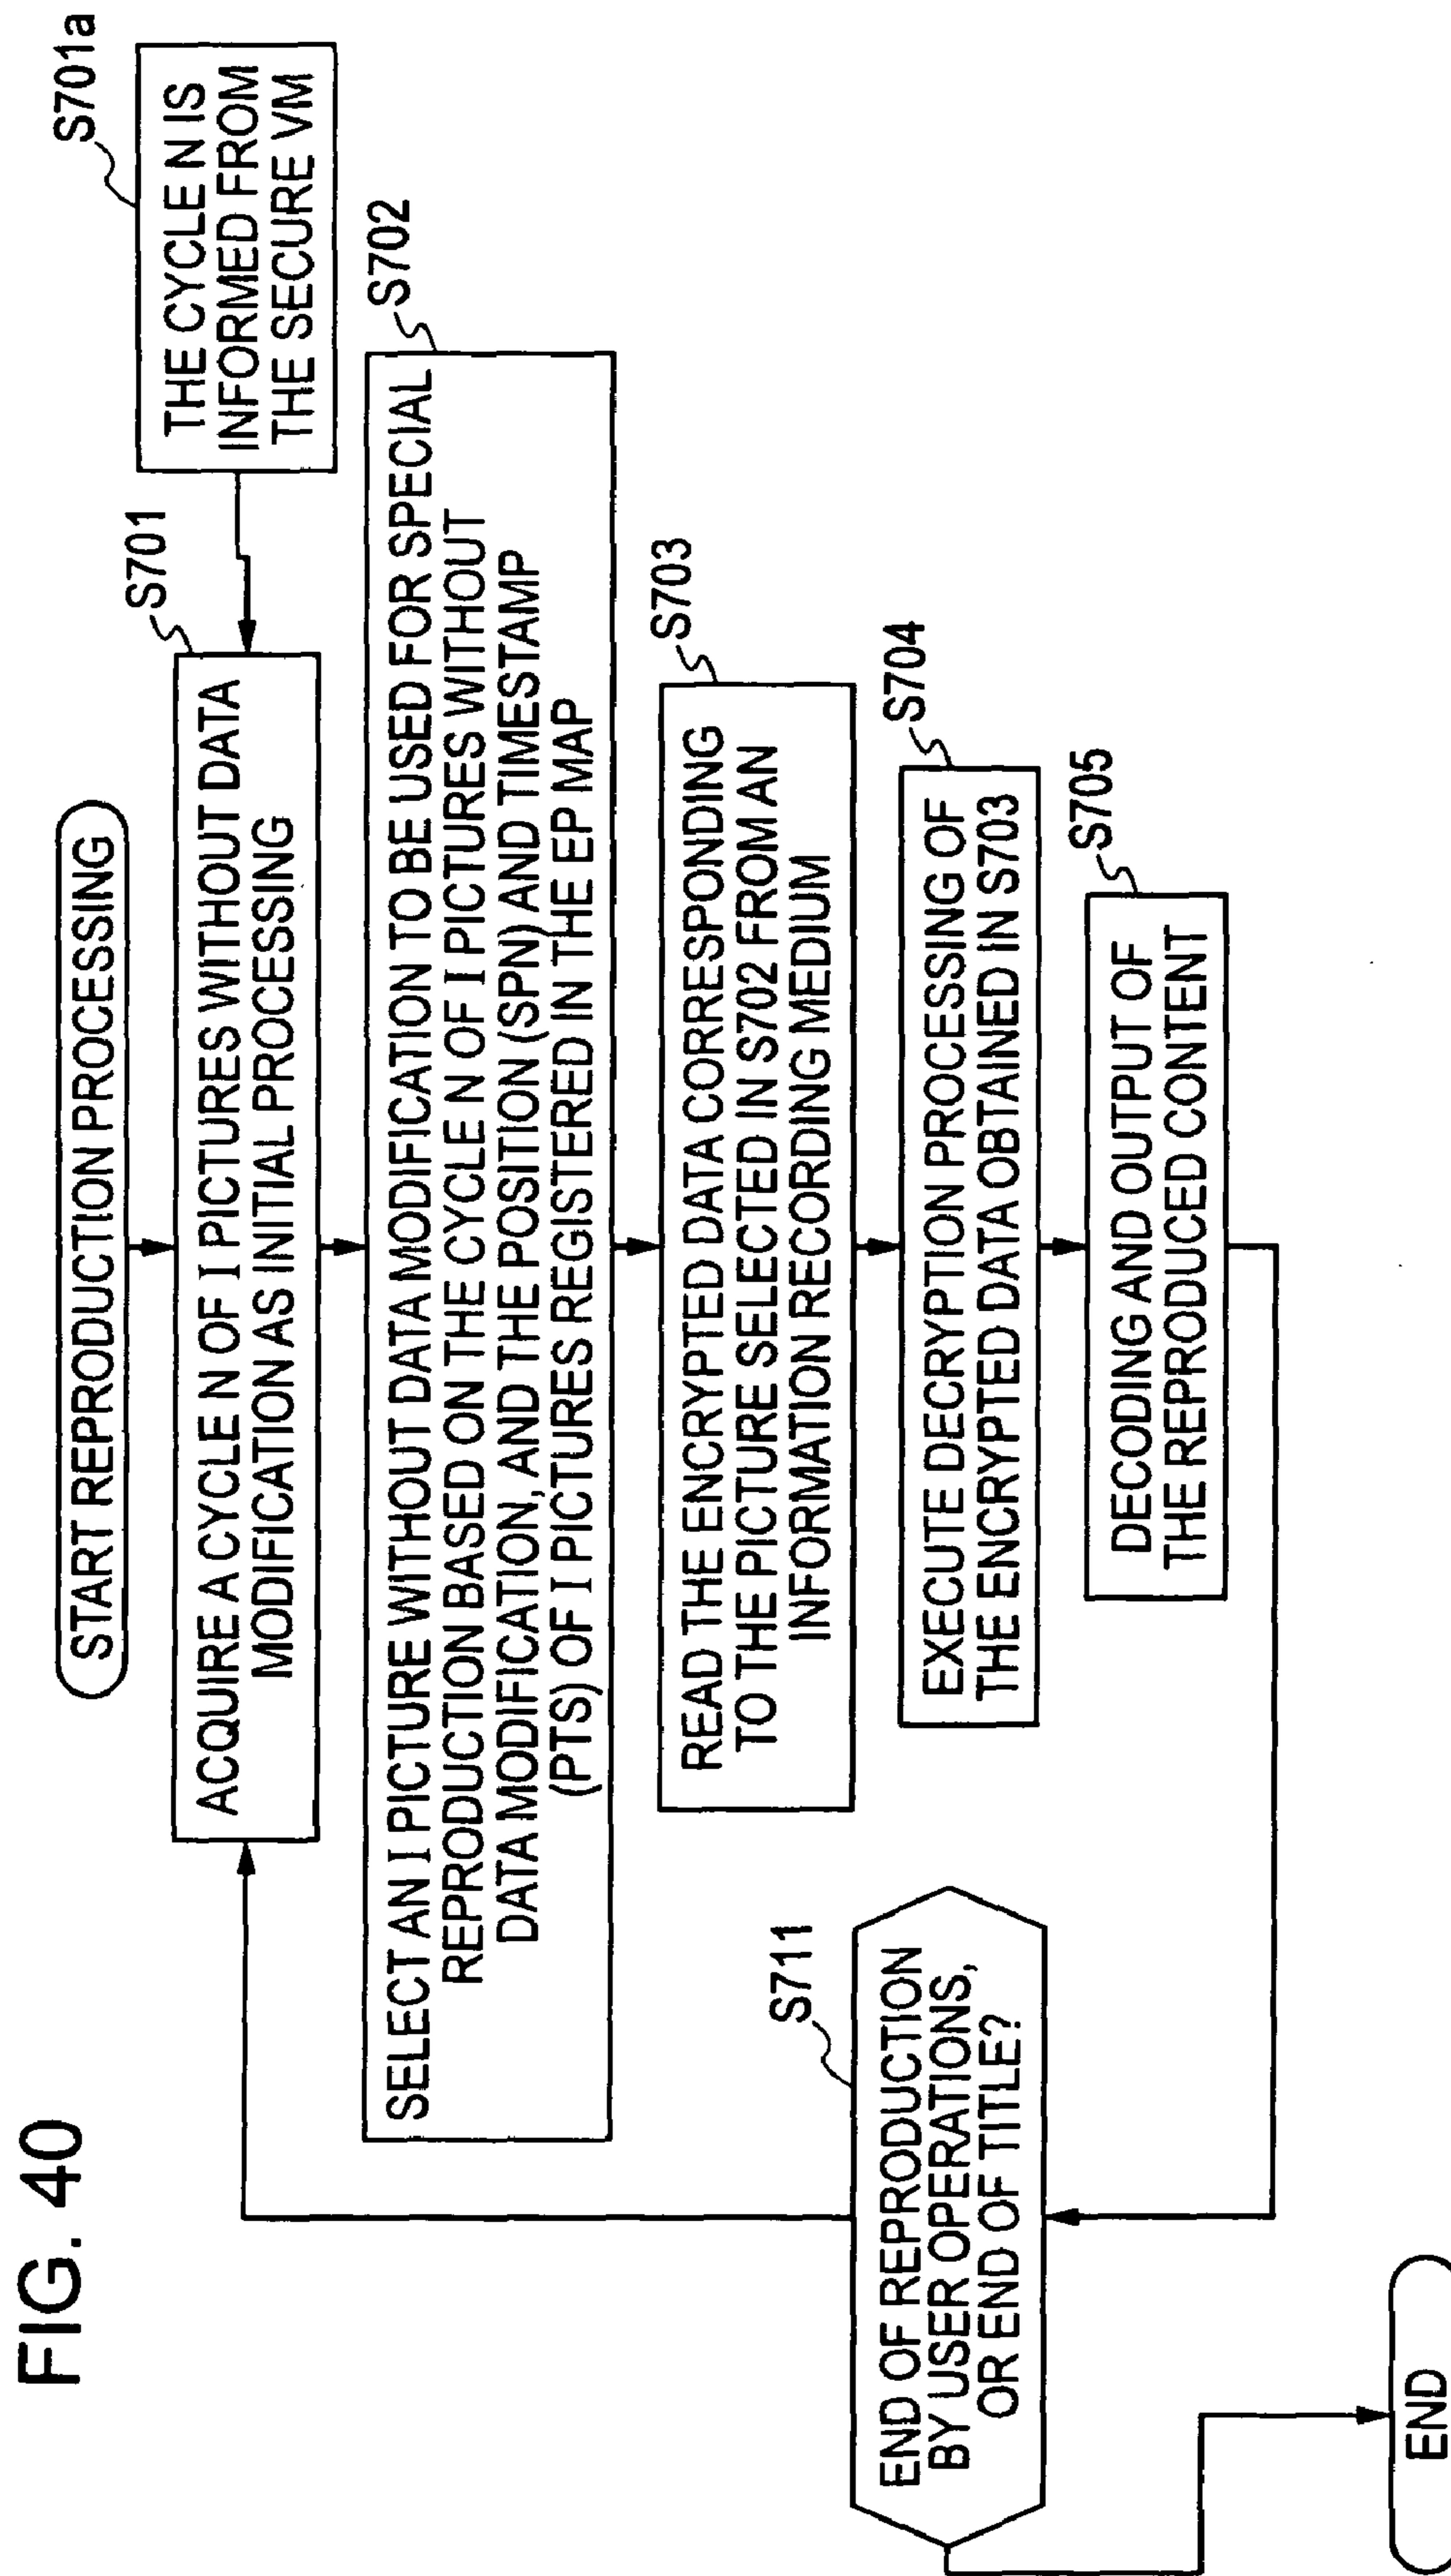 FIG. 40
START REPRODUCTION PROCESSING
S701
ACQUIRE A CYCLE N OF I PICTURES WITHOUT DATA
MODIFICATION AS INITIAL PROCESSING
S701a
THE CYCLE N IS
INFORMED FROM
THE SECURE VM
S702
SELECT AN I PICTURE WITHOUT DATA MODIFICATION TO BE USED FOR SPECIAL
REPRODUCTION BASED ON THE CYCLE N OF I PICTURES WITHOUT
DATA MODIFICATION, AND THE POSITION (SPN) AND TIMESTAMP
(PTS) OF I PICTURES REGISTERED IN THE EP MAP
S703
READ THE ENCRYPTED DATA CORRESPONDING
TO THE PICTURE SELECTED IN S702 FROM AN
INFORMATION RECORDING MEDIUM
S704
EXECUTE DECRYPTION PROCESSING OF
THE ENCRYPTED DATA OBTAINED IN S703
S705
DECODING AND OUTPUT OF
THE REPRODUCED CONTENT
S711
END OF REPRODUCTION
BY USER OPERATIONS,
OR END OF TITLE?
END